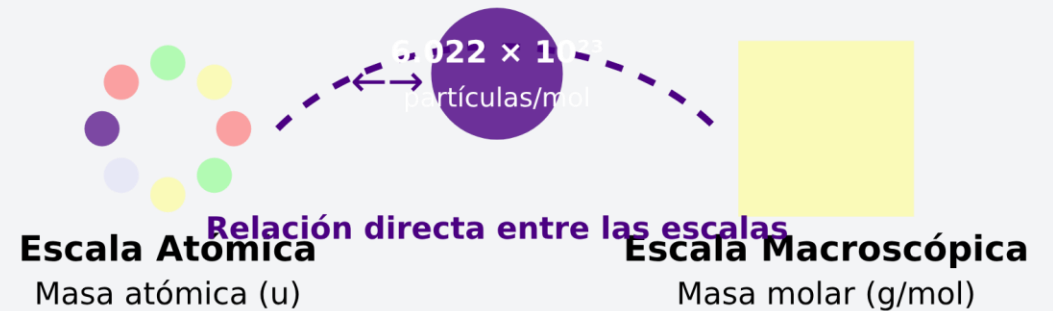 6.022 × 10²³
partículas/mol
Relación directa entre las escalas
Escala Atómica
Escala Macroscópica
Masa atómica (u)
Masa molar (g/mol)